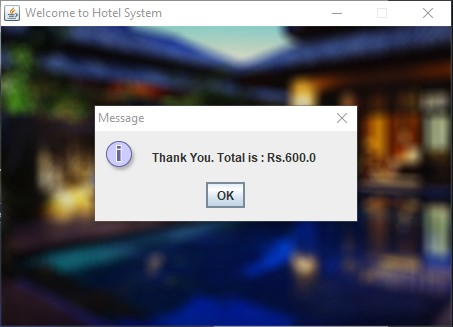 Welcome to Hotel System
Message
Thank You. Total is : Rs.600.0
OK